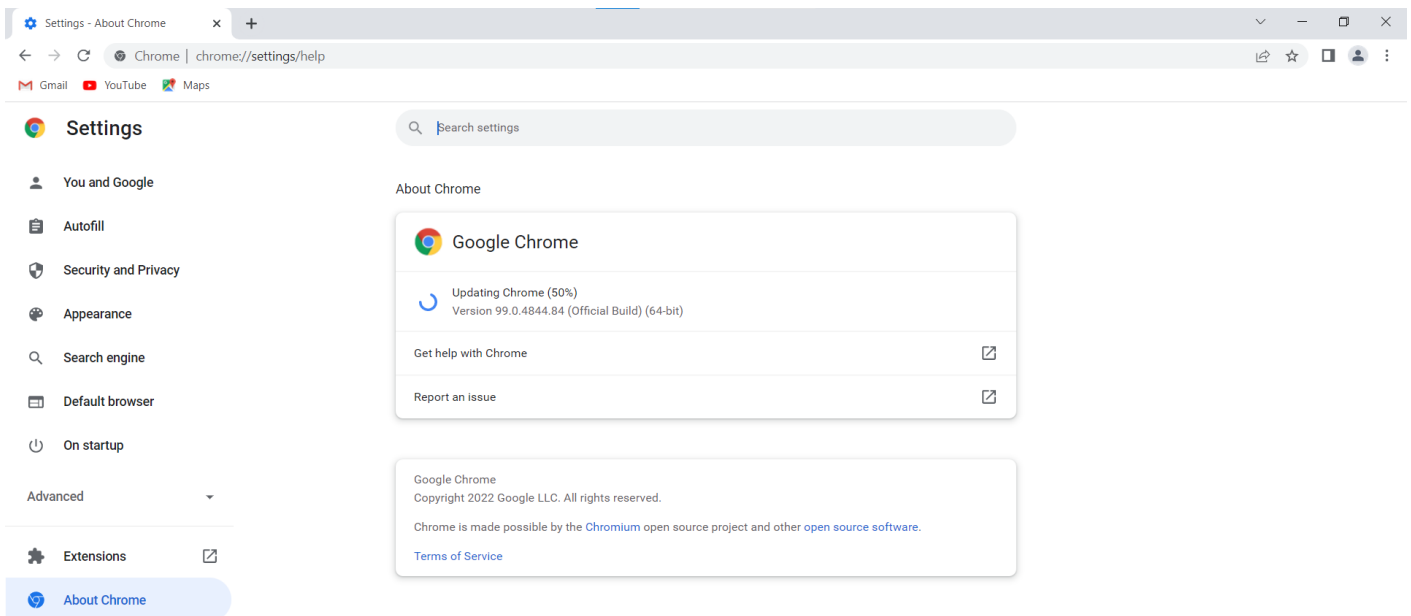 Settings - About Chrome
Chrome | chrome://settings/help
Gmail YouTube Maps
Settings
Search settings
You and Google
Autofill
Security and Privacy
Appearance
Search engine
Default browser
On startup
Advanced
Extensions
About Chrome
About Chrome
Google Chrome
Updating Chrome (50%)
Version 99.0.4844.84 (Official Build) (64-bit)
Get help with Chrome
Report an issue
Google Chrome
Copyright 2022 Google LLC. All rights reserved.
Chrome is made possible by the Chromium open source project and other open source software.
Terms of Service